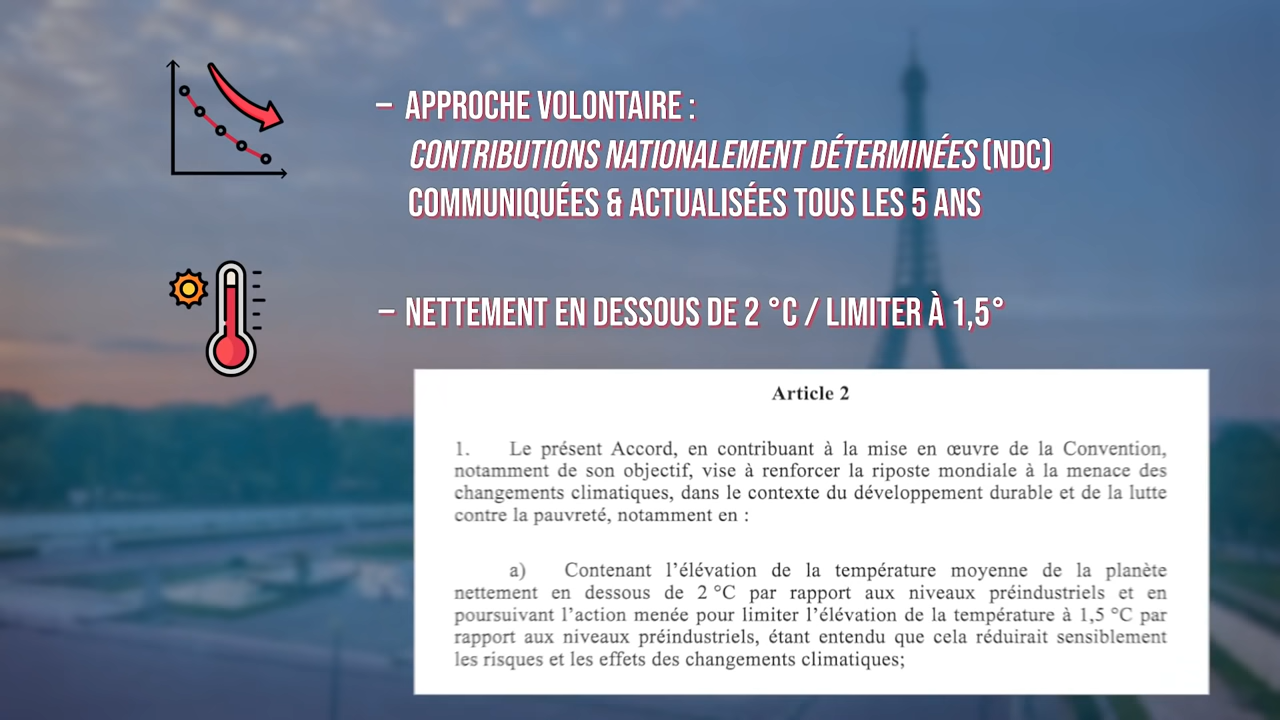 – APPROCHE VOLONTAIRE :
CONTRIBUTIONS NATIONALEMENT DÉTERMINÉES (NDC)
COMMUNIQUÉES & ACTUALISÉES TOUS LES 5 ANS
– NETTEMENT EN DESSOUS DE 2 °C / LIMITER À 1,5°
Article 2
1. Le présent Accord, en contribuant à la mise en œuvre de la Convention,
notamment de son objectif, vise à renforcer la riposte mondiale à la menace des
changements climatiques, dans le contexte du développement durable et de la lutte
contre la pauvreté, notamment en :
a) Contenant l’élévation de la température moyenne de la planète
nettement en dessous de 2 °C par rapport aux niveaux préindustriels et en
poursuivant l’action menée pour limiter l’élévation de la température à 1,5 °C par
rapport aux niveaux préindustriels, étant entendu que cela réduirait sensiblement
les risques et les effets des changements climatiques;